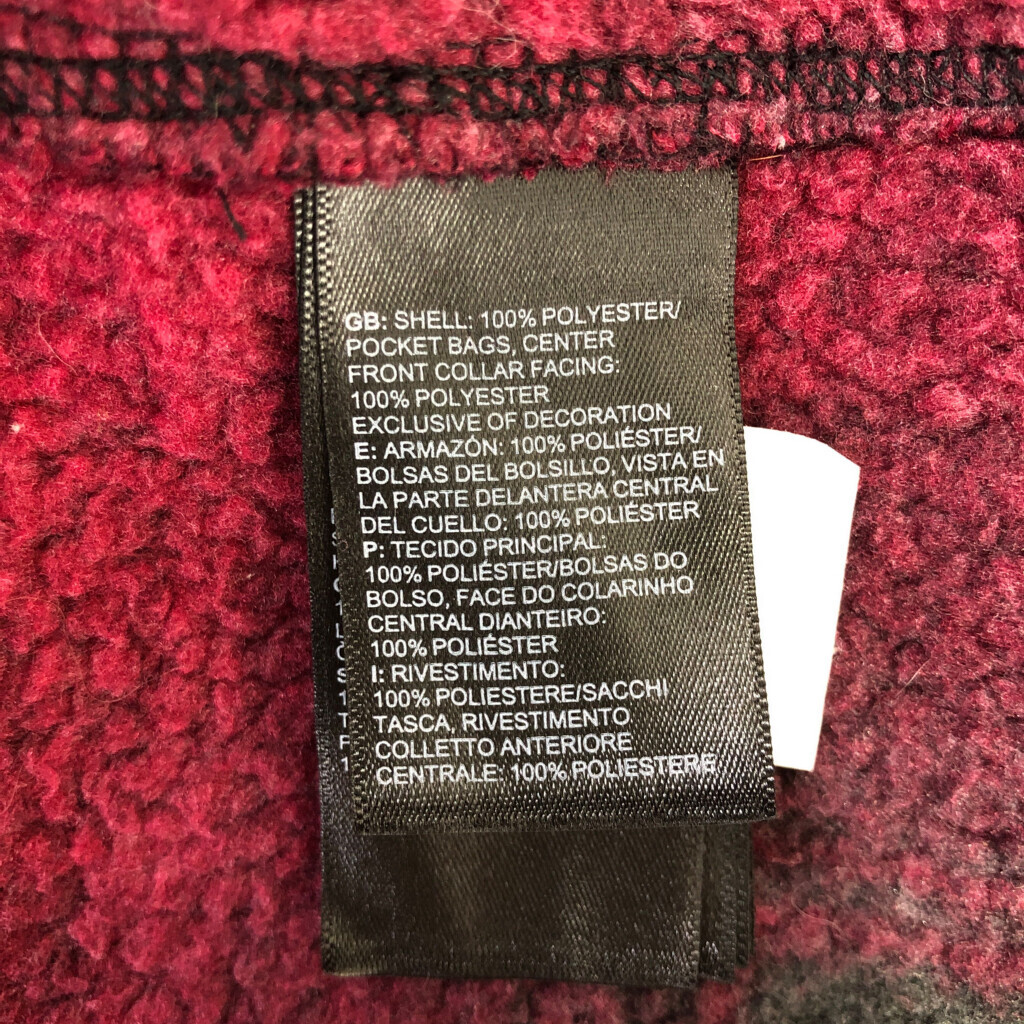 GB: SHELL: 100% POLYESTER/
POCKET BAGS, CENTER
FRONT COLLAR FACING:
100% POLYESTER
EXCLUSIVE OF DECORATION
E: ARMAZÓN: 100% POLIÉSTER/
BOLSAS DEL BOLSILLO, VISTA EN
LA PARTE DELANTERA CENTRAL
DEL CUELLO: 100% POLIÉSTER
P: TECIDO PRINCIPAL:
100% POLIÉSTER/BOLSAS DO
BOLSO, FACE DO COLARINHO
CENTRAL DIANTEIRO:
100% POLIÉSTER
I: RIVESTIMENTO:
100% POLIESTERE/SACCHI
TASCA, RIVESTIMENTO
COLLETTO ANTERIORE
CENTRALE: 100% POLIESTERE